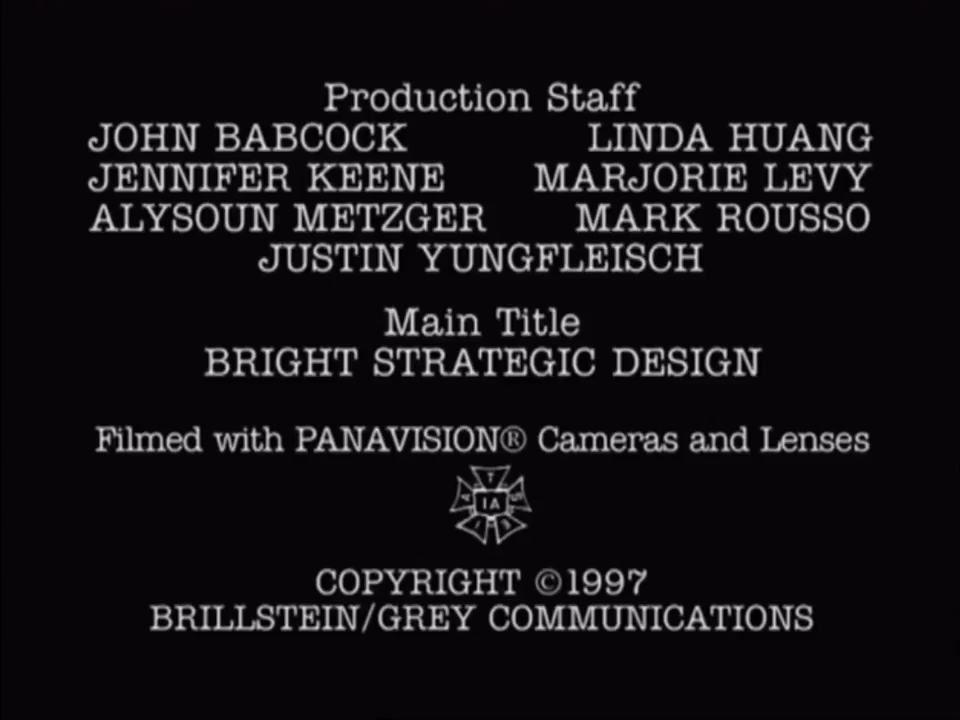 Production Staff
JOHN BABCOCK LINDA HUANG
JENNIFER KEENE MARJORIE LEVY
ALYSOUN METZGER MARK ROUSSO
JUSTIN YUNGFLEISCH
Main Title
BRIGHT STRATEGIC DESIGN
Filmed with PANAVISION® Cameras and Lenses
IA
COPYRIGHT ©1997
BRILLSTEIN/GREY COMMUNICATIONS